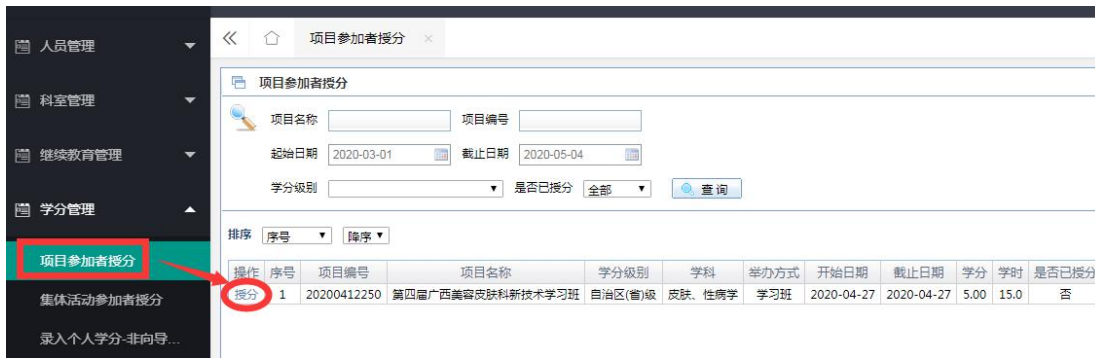 人员管理
科室管理
继续教育管理
学分管理
项目参加者授分
集体活动参加者授分
录入个人学分-非向导...
项目参加者授分 ×
项目参加者授分
项目名称 项目编号
起始日期 2020-03-01 截止日期 2020-05-04
学分级别 是否已授分 全部 查询
排序 序号 降序
操作 序号 项目编号 项目名称 学分级别 学科 举办方式 开始日期 截止日期 学分 学时 是否已授分
授分 1 20200412250 第四届广西美容皮肤科新技术学习班 自治区(省)级 皮肤、性病学 学习班 2020-04-27 2020-04-27 5.00 15.0 否